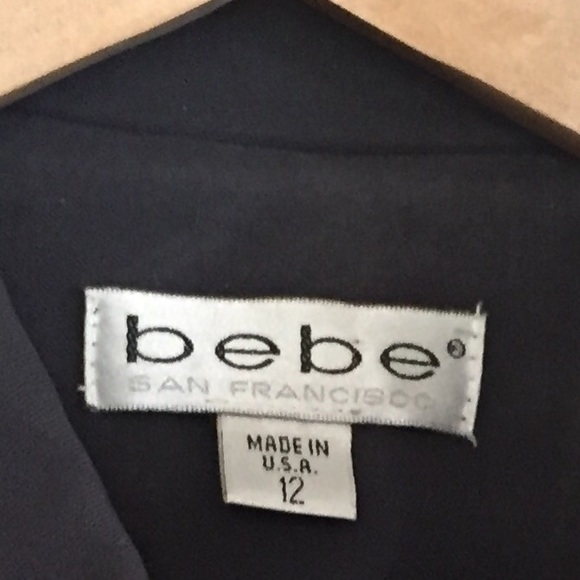 bebe®
SAN FRANCISCO
MADE IN
U.S.A.
12